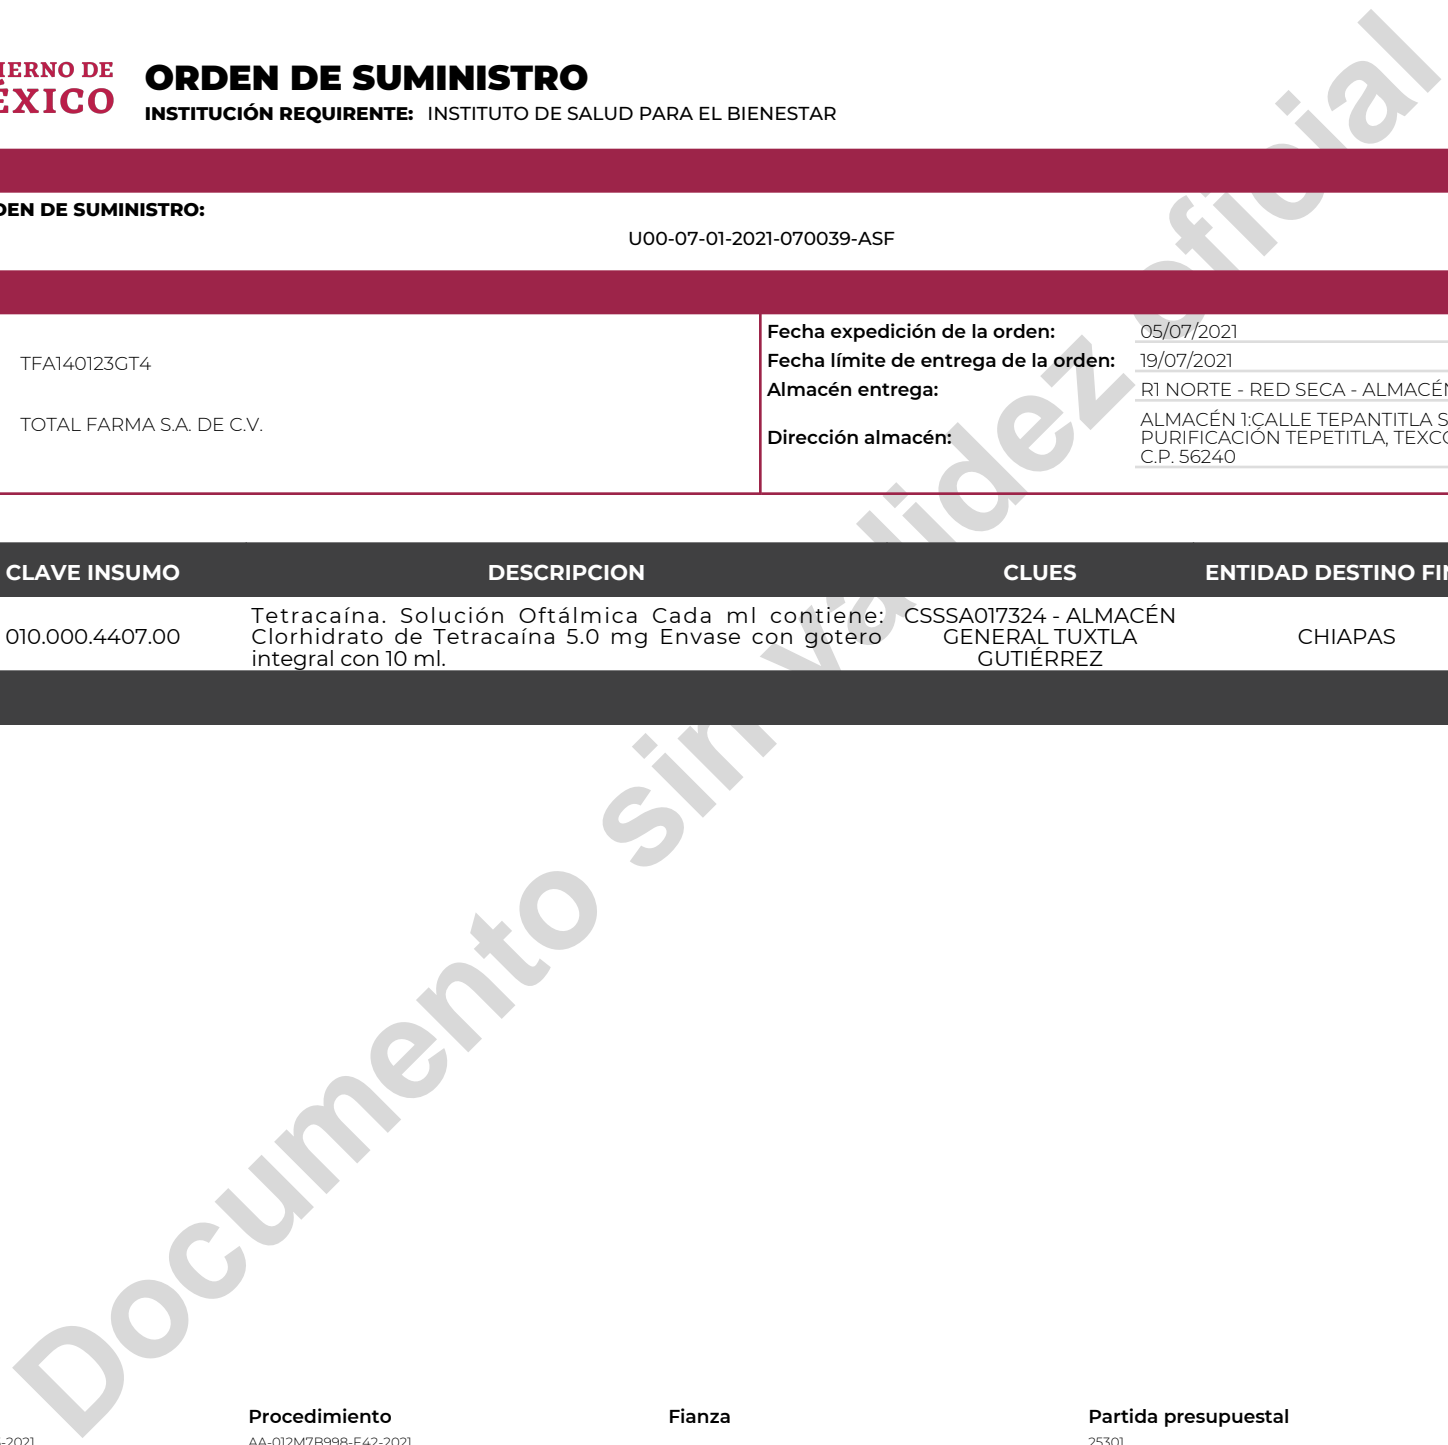 IERNO DE
ÉXICO
ORDEN DE SUMINISTRO
INSTITUCIÓN REQUIRENTE: INSTITUTO DE SALUD PARA EL BIENESTAR
DEN DE SUMINISTRO:
U00-07-01-2021-070039-ASF
TFA140123GT4
TOTAL FARMA S.A. DE C.V.
Fecha expedición de la orden: 05/07/2021
Fecha límite de entrega de la orden: 19/07/2021
Almacén entrega: R1 NORTE - RED SECA - ALMACÉN
Dirección almacén:
ALMACÉN 1:CALLE TEPANTITLA S
PURIFICACIÓN TEPETITLA, TEXCO
C.P. 56240
CLAVE INSUMO DESCRIPCION CLUES ENTIDAD DESTINO FIN
010.000.4407.00
Tetracaína. Solución Oftálmica Cada ml contiene:
Clorhidrato de Tetracaína 5.0 mg Envase con gotero
integral con 10 ml.
CSSSA017324 - ALMACÉN
GENERAL TUXTLA
GUTIÉRREZ
CHIAPAS
Documento sin validez oficial
Procedimiento Fianza Partida presupuestal
-2021 AA-012M7B998-E42-2021 25301